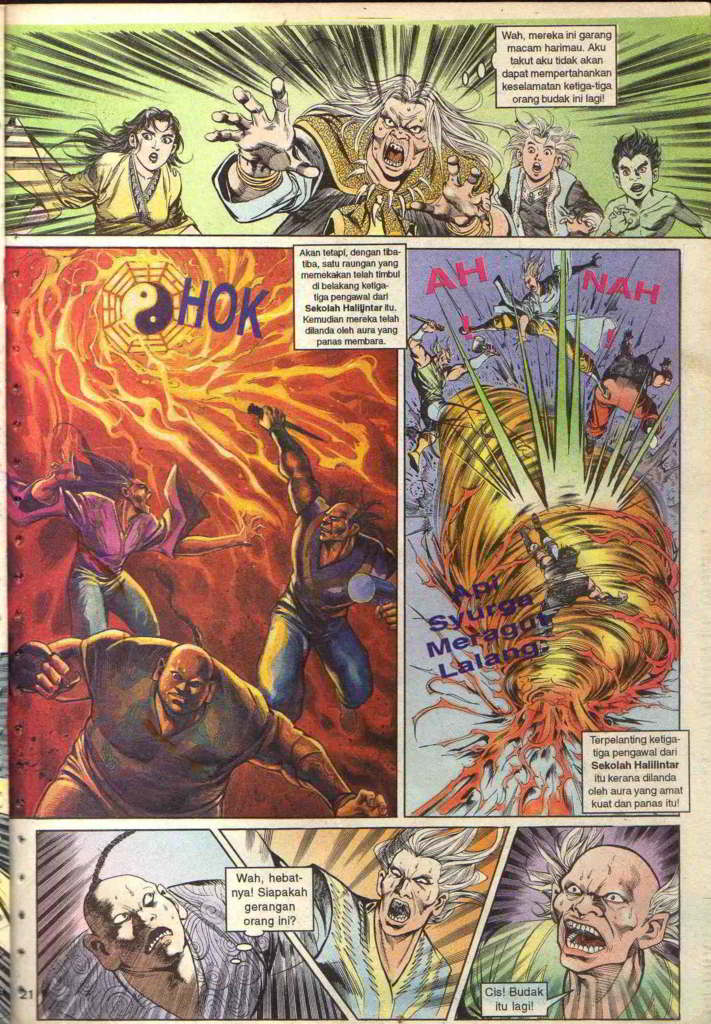 Wah, mereka ini garang
macam harimau. Aku
takut aku tidak akan
dapat mempertahankan
keselamatan ketiga-tiga
orang budak ini lagi!
HOK
Akan tetapi, dengan tiba-
tiba, satu raungan yang
memekakan telah timbul
di belakang ketiga-
tiga pengawal dari
Sekolah Halilintar itu.
Kemudian mereka telah
dilanda oleh aura yang
panas membara.
AH
!
NAH
!
Api
Syurga
Meragut
Lalang!
Terpelanting ketiga-
tiga pengawal dari
Sekolah Halilintar
itu kerana dilanda
oleh aura yang amat
kuat dan panas itu!
Wah, hebat-
nya! Siapakah
gerangan
orang ini?
Cis! Budak
itu lagi!
21